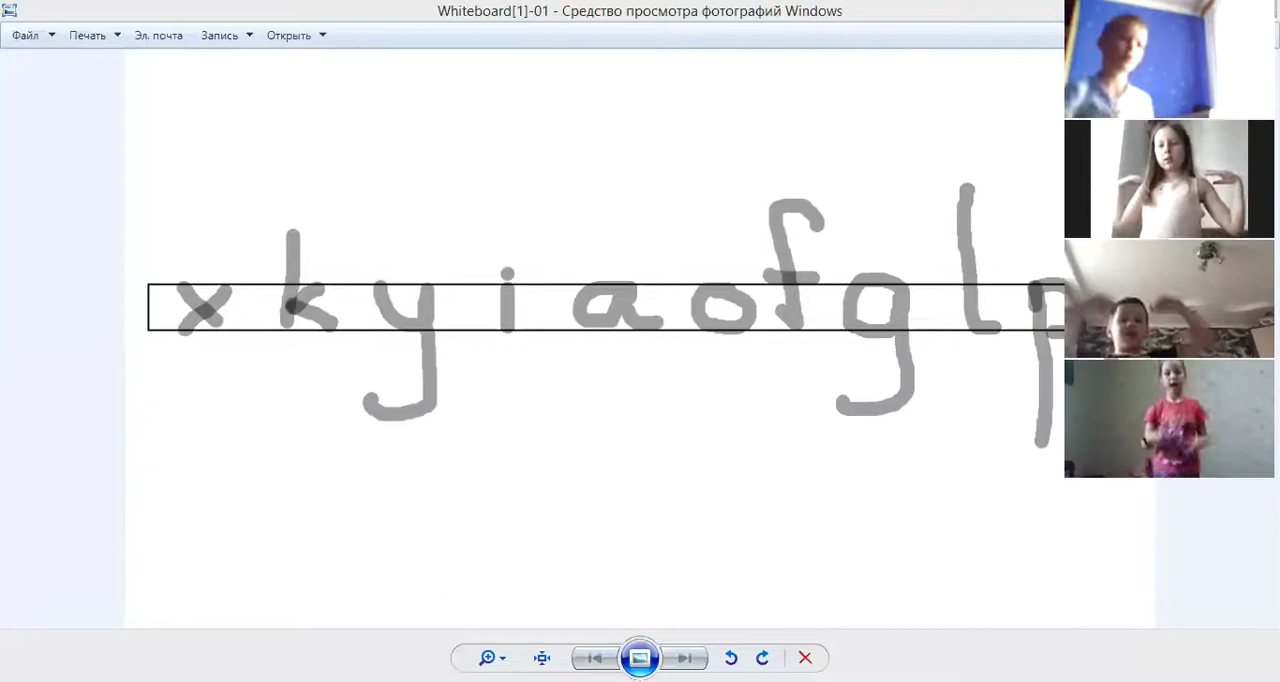 Whiteboard[1]-01 - Средство просмотра фотографий Windows
Файл Печать Эл. почта Запись Открыть
x k y i a o f g l p